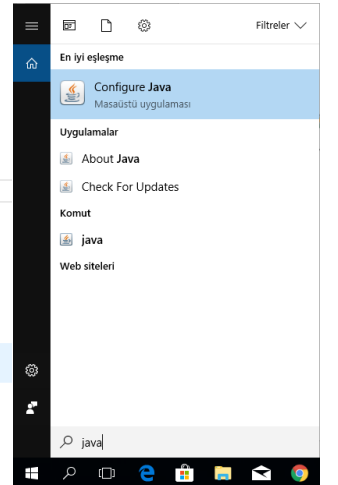 Filtreler
En iyi eşleşme
Configure Java
Masaüstü uygulaması
Uygulamalar
About Java
Check For Updates
Komut
java
Web siteleri
java